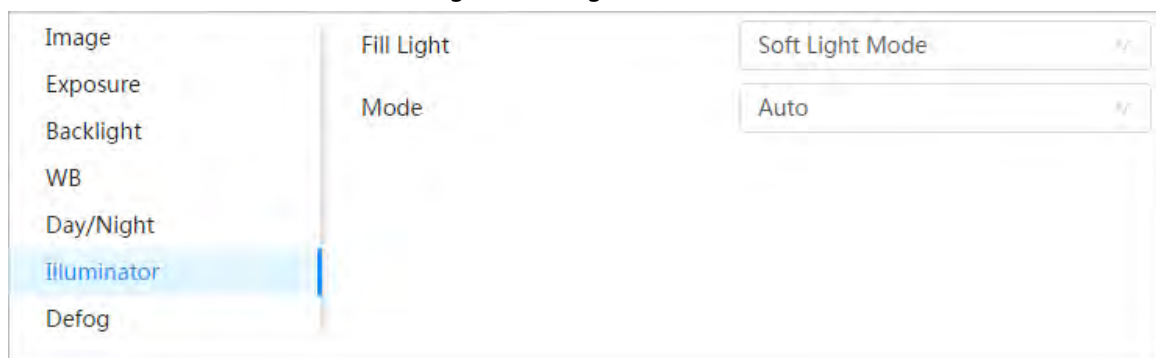 Image
Exposure
Backlight
WB
Day/Night
Illuminator
Defog
Fill Light
Soft Light Mode
Mode
Auto